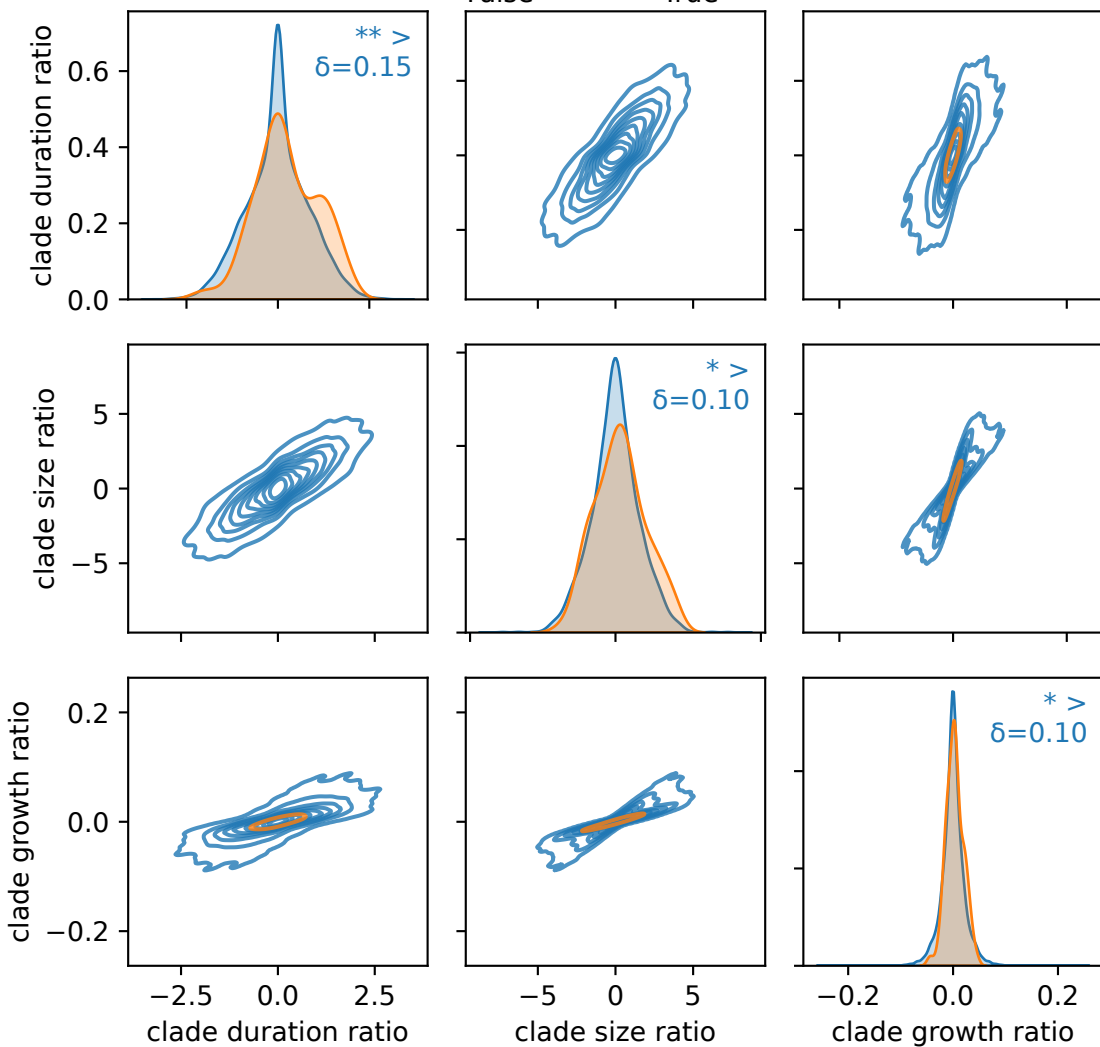 raise True
** >
δ=0.15
clade duration ratio
0.6
0.4
0.2
0.0
* >
δ=0.10
clade size ratio
5
0
−5
* >
δ=0.10
clade growth ratio
0.2
0.0
−0.2
−2.5 0.0 2.5
−5 0 5
−0.2 0.0 0.2
clade duration ratio
clade size ratio
clade growth ratio